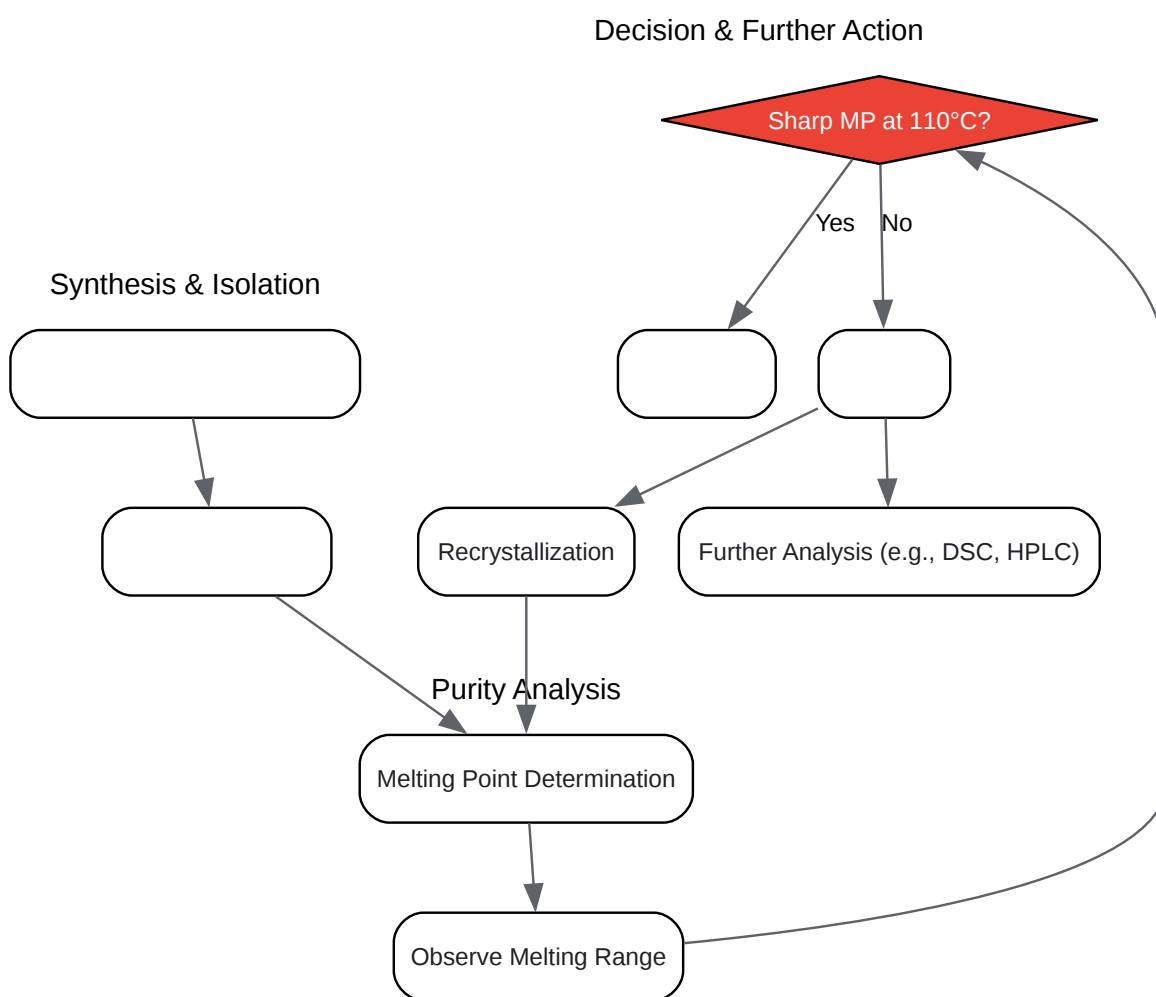 Decision & Further Action
Sharp MP at 110°C?
Yes
No
Synthesis & Isolation
Recrystallization
Further Analysis (e.g., DSC, HPLC)
Purity Analysis
Melting Point Determination
Observe Melting Range